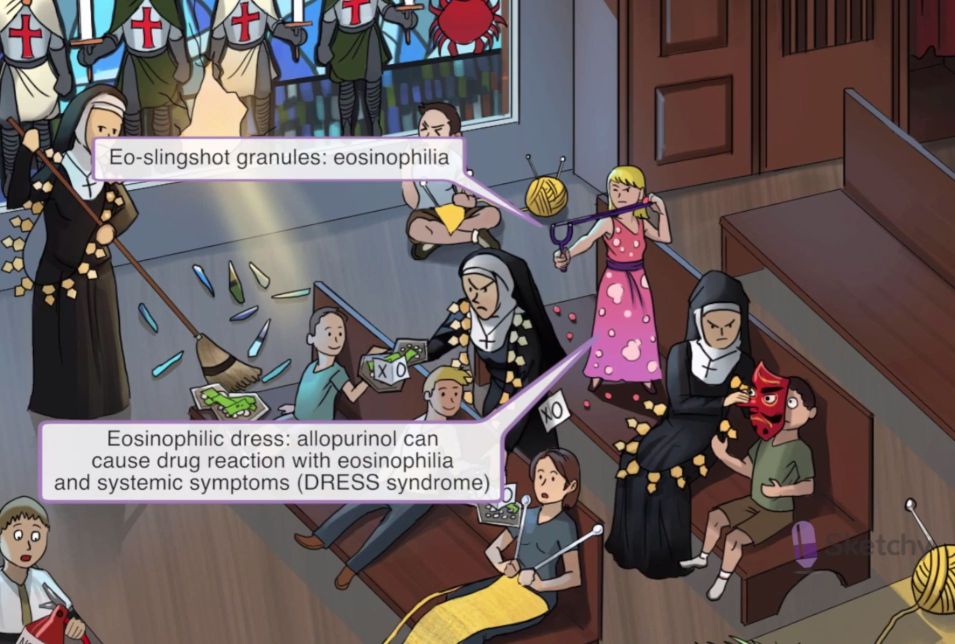 Eo-slingshot granules: eosinophilia
XO
XO
Eosinophilic dress: allopurinol can
cause drug reaction with eosinophilia
and systemic symptoms (DRESS syndrome)
Sketchy